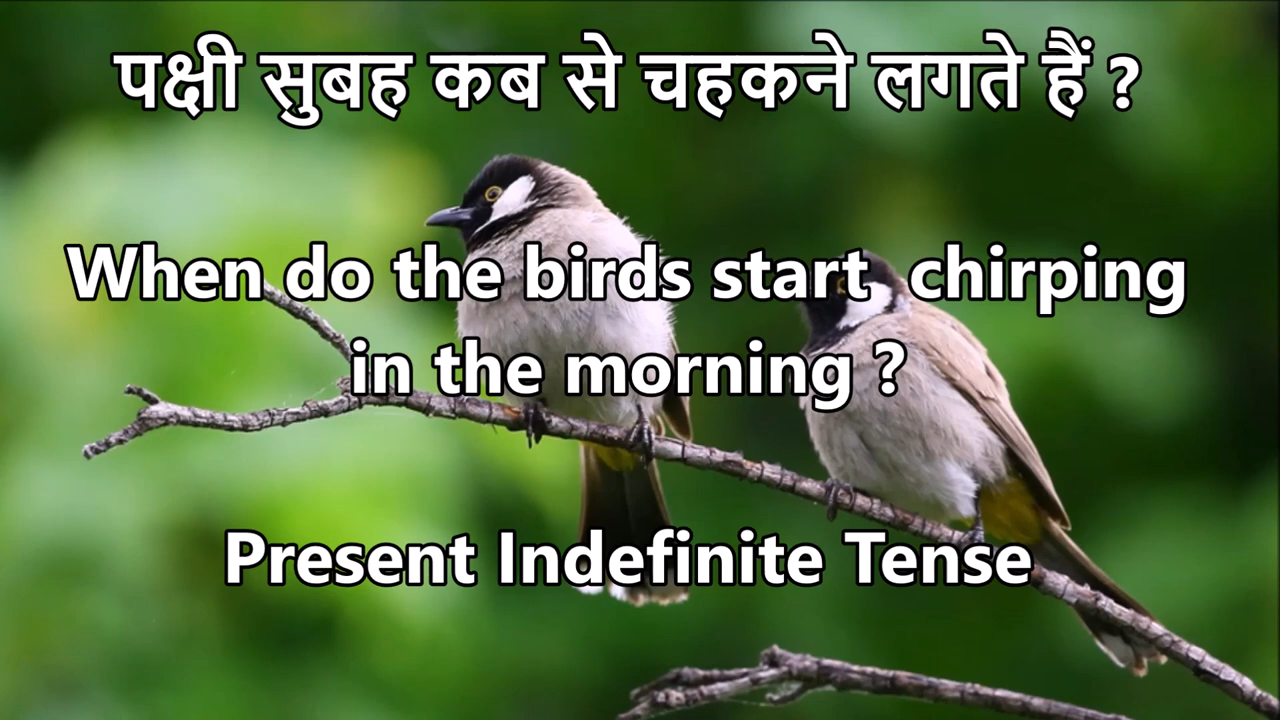 पक्षी सुबह कब से चहकने लगते हैं ?
When do the birds start chirping
in the morning ?
Present Indefinite Tense